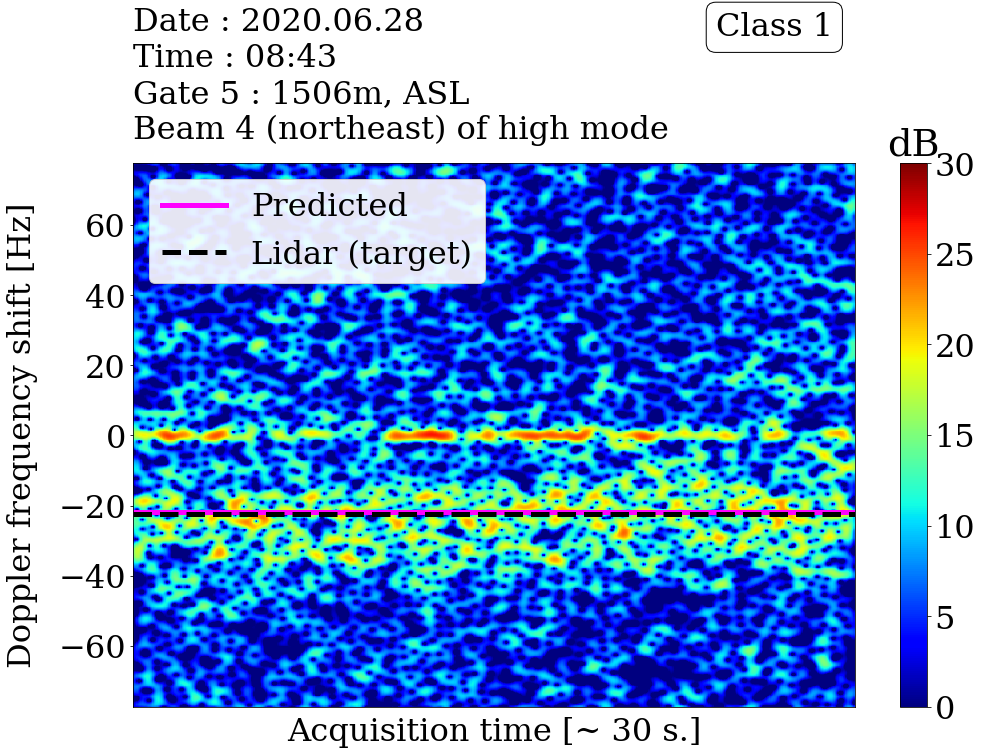 Date : 2020.06.28
Time : 08:43
Gate 5 : 1506m, ASL
Beam 4 (northeast) of high mode
Class 1
dB
Predicted
Lidar (target)
Doppler frequency shift [Hz]
60
40
20
0
−20
−40
−60
30
25
20
15
10
5
0
Acquisition time [~ 30 s.]